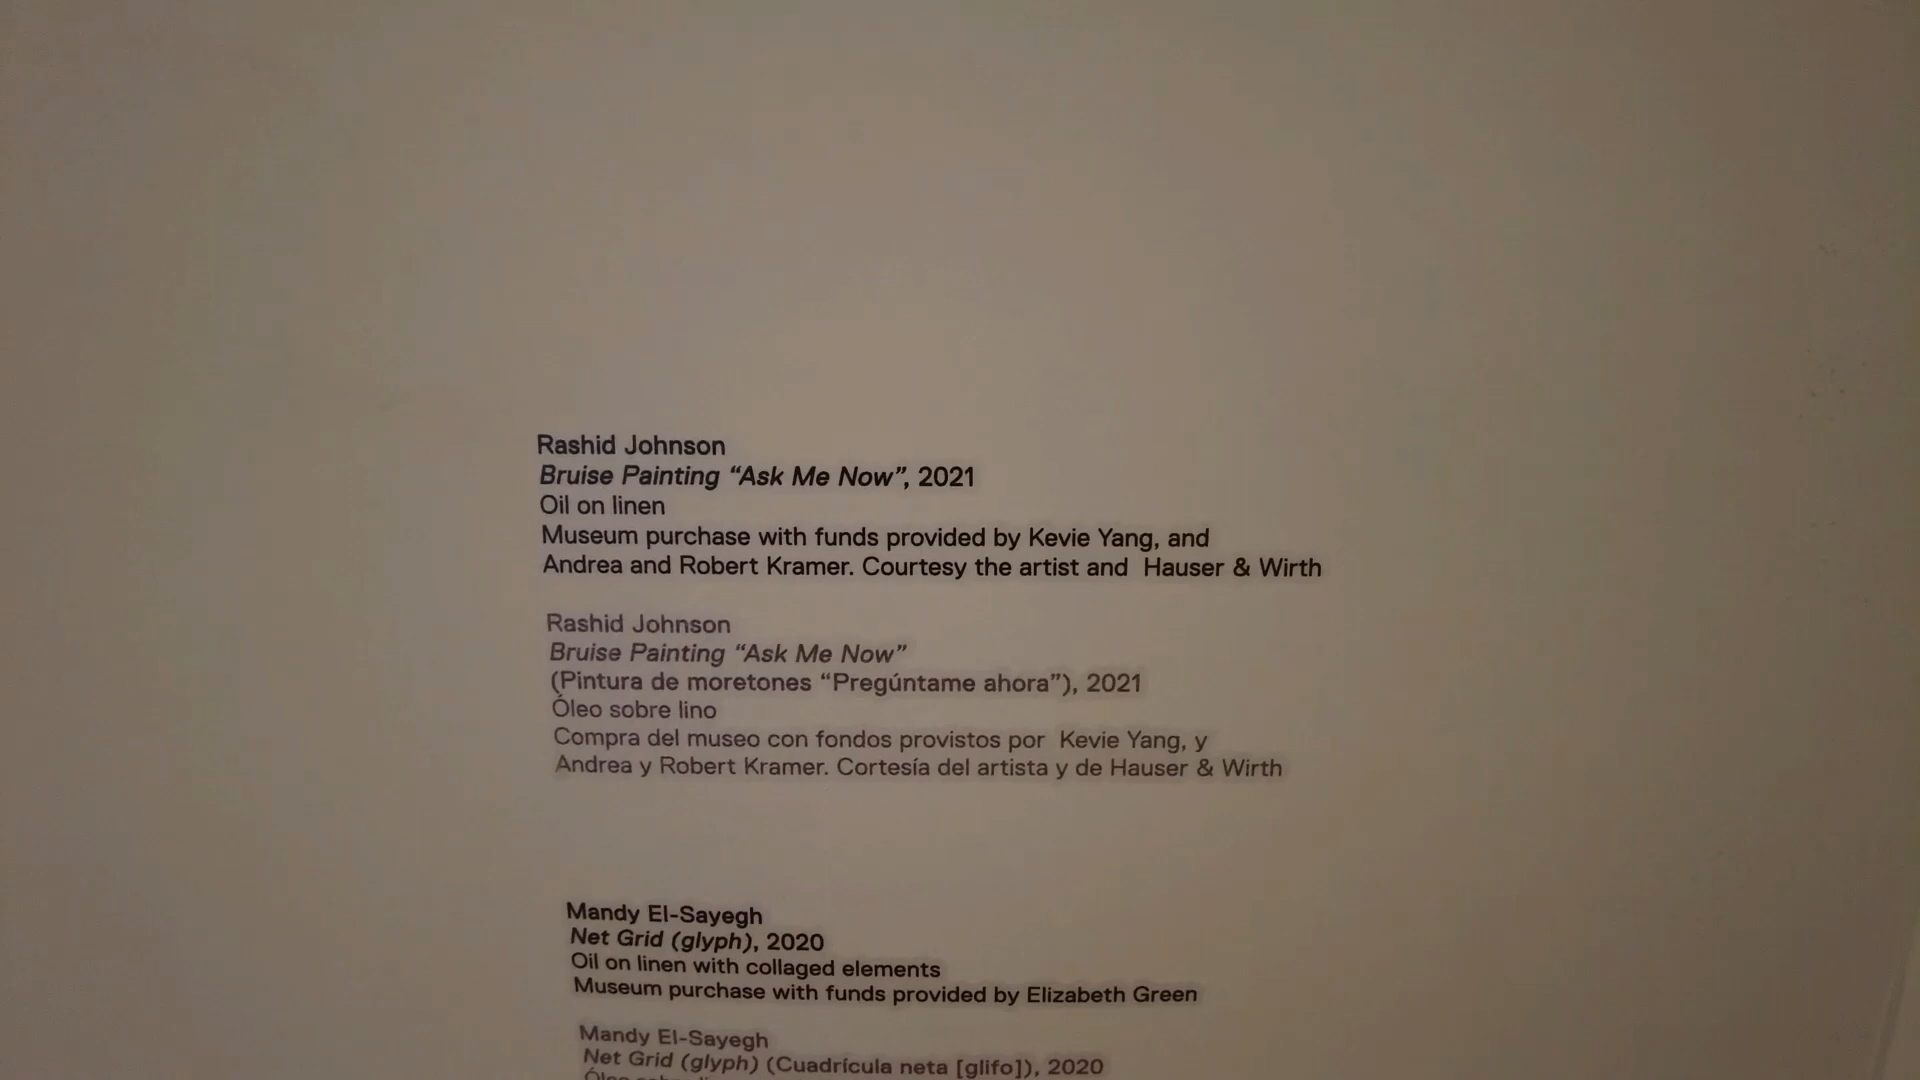 Rashid Johnson
Bruise Painting “Ask Me Now”, 2021
Oil on linen
Museum purchase with funds provided by Kevie Yang, and
Andrea and Robert Kramer. Courtesy the artist and Hauser & Wirth
Rashid Johnson
Bruise Painting “Ask Me Now”
(Pintura de moretones “Pregúntame ahora”), 2021
Óleo sobre lino
Compra del museo con fondos provistos por Kevie Yang, y
Andrea y Robert Kramer. Cortesía del artista y de Hauser & Wirth
Mandy El-Sayegh
Net Grid (glyph), 2020
Oil on linen with collaged elements
Museum purchase with funds provided by Elizabeth Green
Mandy El-Sayegh
Net Grid (glyph) (Cuadrícula neta [glifo]), 2020